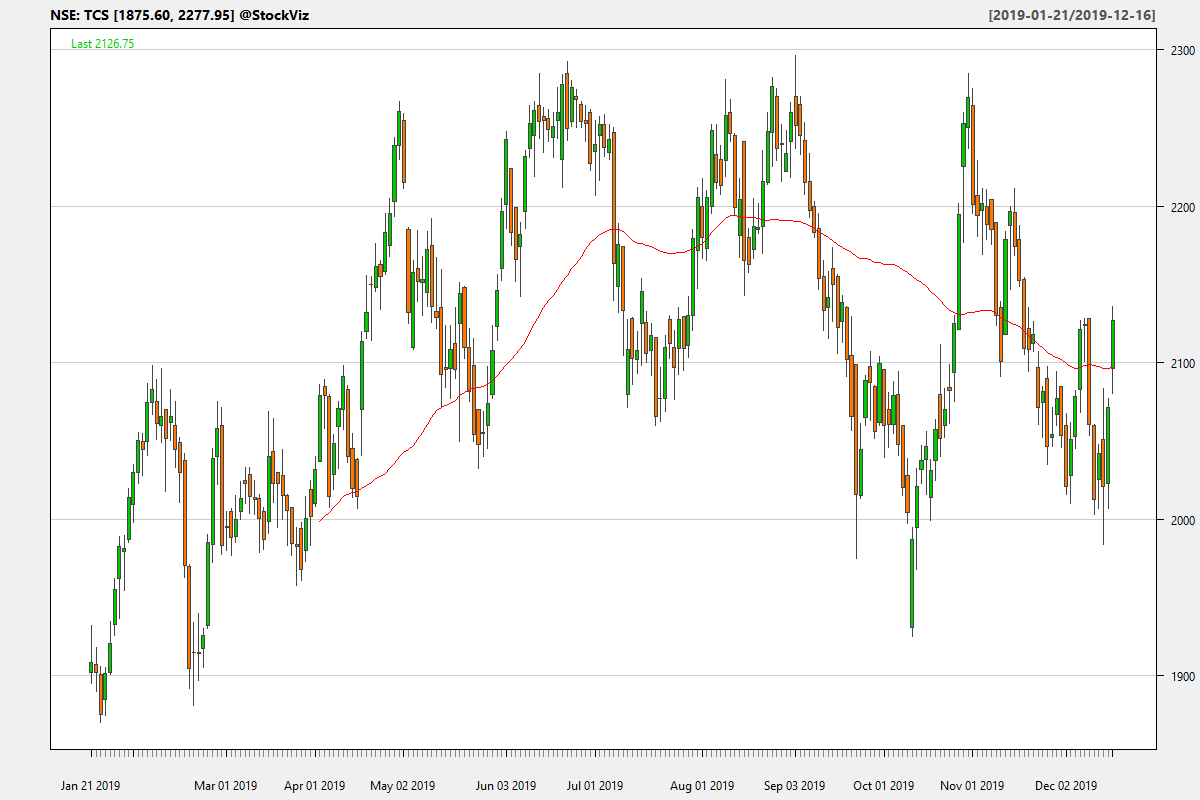 NSE: TCS [1875.60, 2277.95] @StockViz
[2019-01-21/2019-12-16]
Last 2126.75
2300
2200
2100
2000
1900
Jan 21 2019
Mar 01 2019
Apr 01 2019
May 02 2019
Jun 03 2019
Jul 01 2019
Aug 01 2019
Sep 03 2019
Oct 01 2019
Nov 01 2019
Dec 02 2019